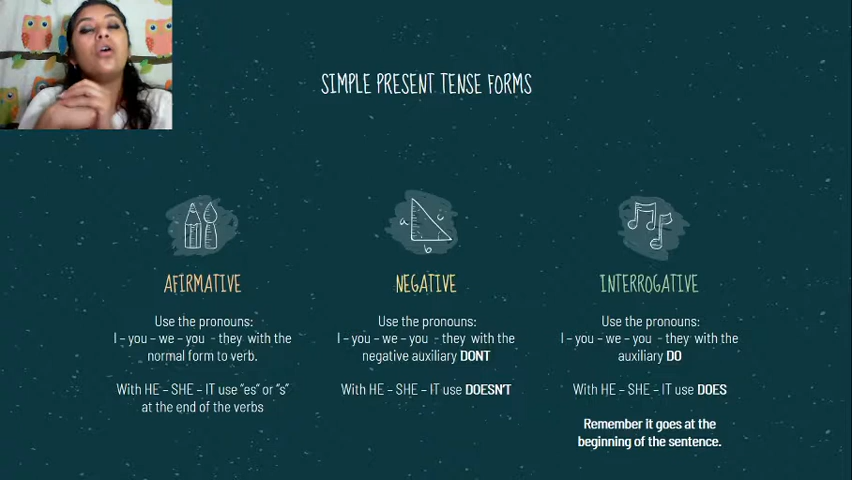 SIMPLE PRESENT TENSE FORMS
a
c
b
AFIRMATIVE
Use the pronouns:
I – you – we – you - they with the
normal form to verb.
With HE – SHE – IT use "es" or "s"
at the end of the verbs
NEGATIVE
Use the pronouns:
I – you – we – you - they with the
negative auxiliary DONT
With HE – SHE – IT use DOESN'T
INTERROGATIVE
Use the pronouns:
I – you – we – you - they with the
auxiliary DO
With HE – SHE – IT use DOES
Remember it goes at the
beginning of the sentence.